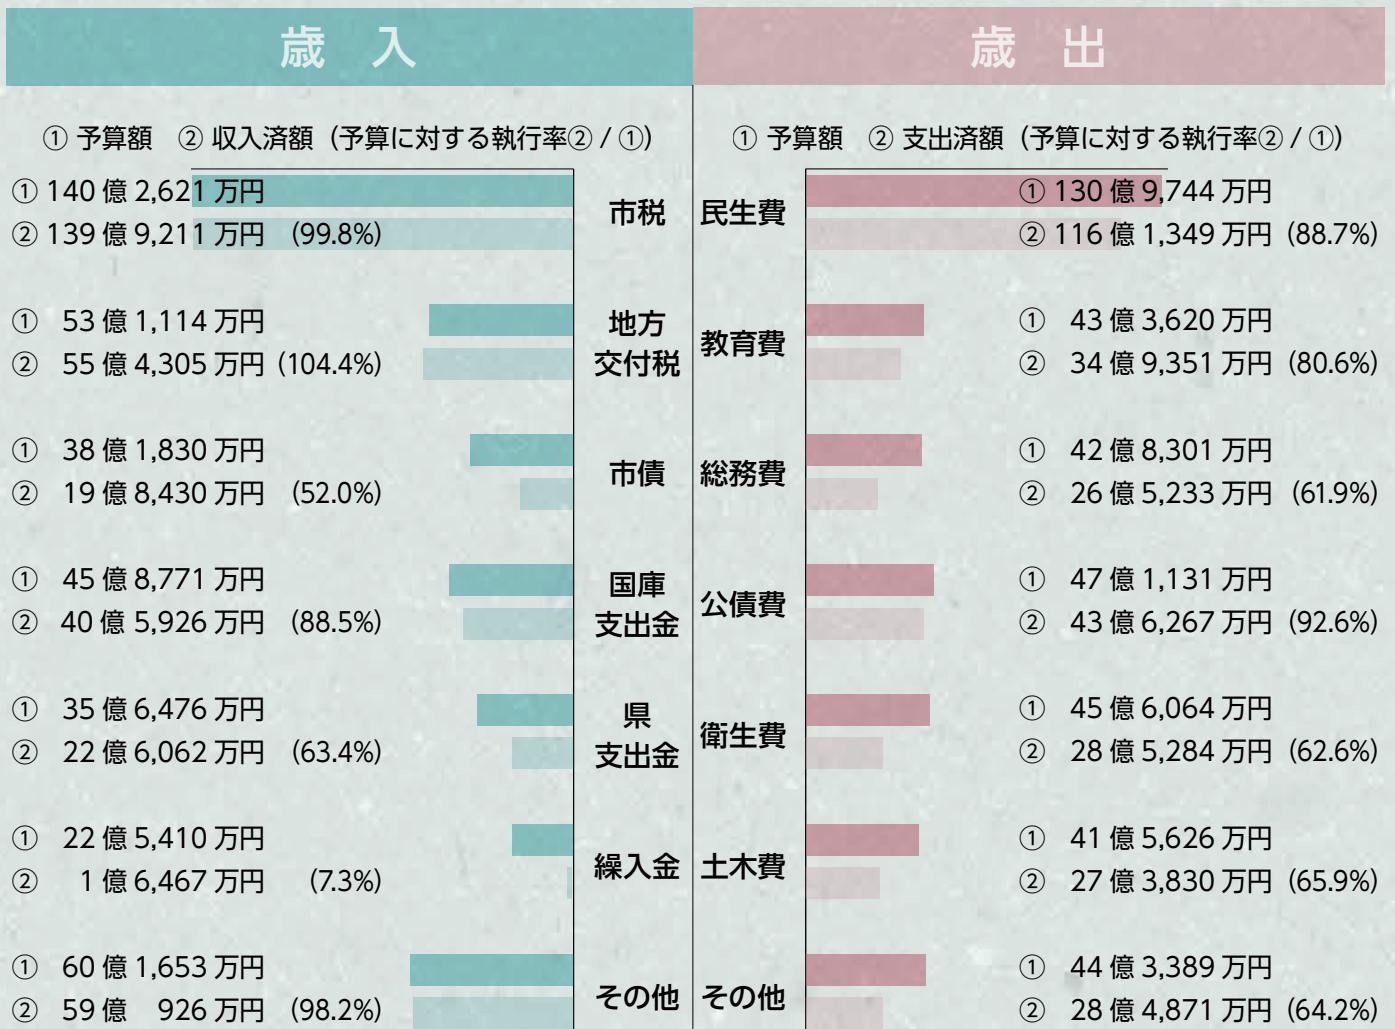 歳 入
① 予算額 ② 収入済額 (予算に対する執行率② / ①)
① 140 億 2,621 万円
② 139 億 9,211 万円 (99.8%)
市税
① 53 億 1,114 万円
② 55 億 4,305 万円 (104.4%)
地方
交付税
① 38 億 1,830 万円
② 19 億 8,430 万円 (52.0%)
市債
① 45 億 8,771 万円
② 40 億 5,926 万円 (88.5%)
国庫
支出金
① 35 億 6,476 万円
② 22 億 6,062 万円 (63.4%)
県
支出金
① 22 億 5,410 万円
② 1 億 6,467 万円 (7.3%)
繰入金
① 60 億 1,653 万円
② 59 億 926 万円 (98.2%)
その他
歳 出
① 予算額 ② 支出済額 (予算に対する執行率② / ①)
民生費
① 130 億 9,744 万円
② 116 億 1,349 万円 (88.7%)
教育費
① 43 億 3,620 万円
② 34 億 9,351 万円 (80.6%)
総務費
① 42 億 8,301 万円
② 26 億 5,233 万円 (61.9%)
公債費
① 47 億 1,131 万円
② 43 億 6,267 万円 (92.6%)
衛生費
① 45 億 6,064 万円
② 28 億 5,284 万円 (62.6%)
土木費
① 41 億 5,626 万円
② 27 億 3,830 万円 (65.9%)
その他
① 44 億 3,389 万円
② 28 億 4,871 万円 (64.2%)